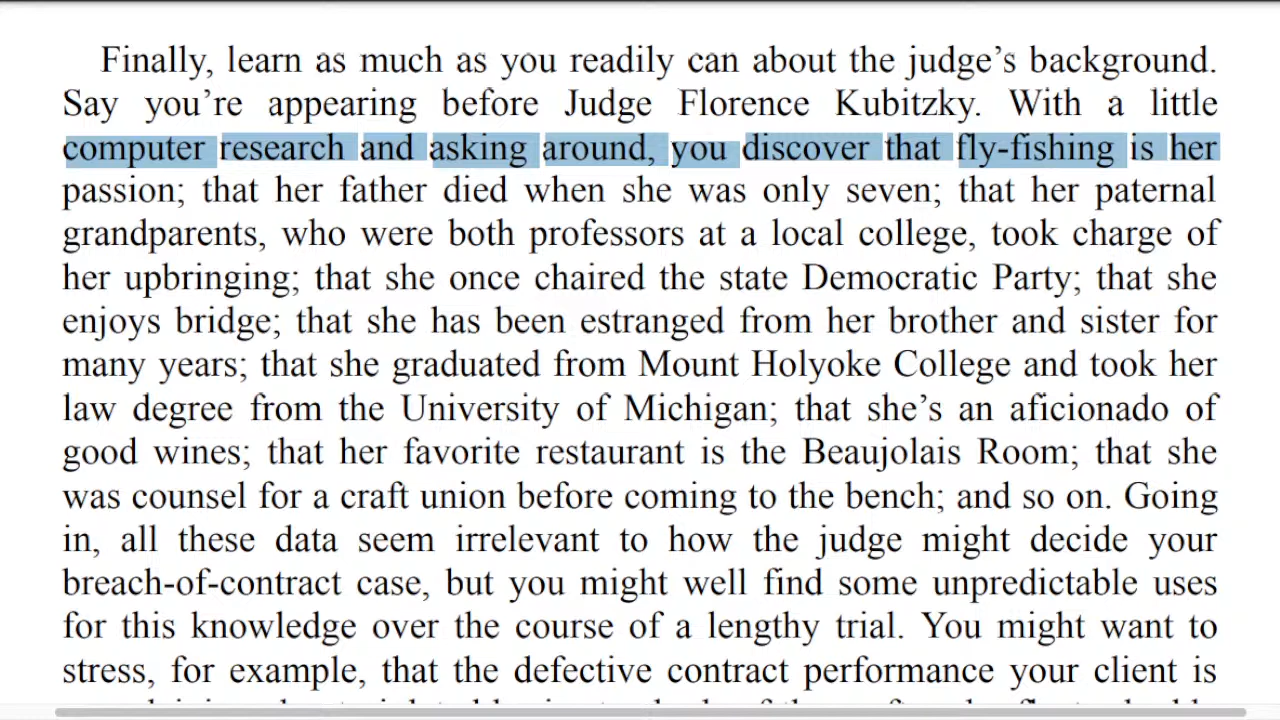 Finally, learn as much as you readily can about the judge’s background.
Say you’re appearing before Judge Florence Kubitzky. With a little
computer research and asking around, you discover that fly-fishing is her
passion; that her father died when she was only seven; that her paternal
grandparents, who were both professors at a local college, took charge of
her upbringing; that she once chaired the state Democratic Party; that she
enjoys bridge; that she has been estranged from her brother and sister for
many years; that she graduated from Mount Holyoke College and took her
law degree from the University of Michigan; that she’s an aficionado of
good wines; that her favorite restaurant is the Beaujolais Room; that she
was counsel for a craft union before coming to the bench; and so on. Going
in, all these data seem irrelevant to how the judge might decide your
breach-of-contract case, but you might well find some unpredictable uses
for this knowledge over the course of a lengthy trial. You might want to
stress, for example, that the defective contract performance your client is